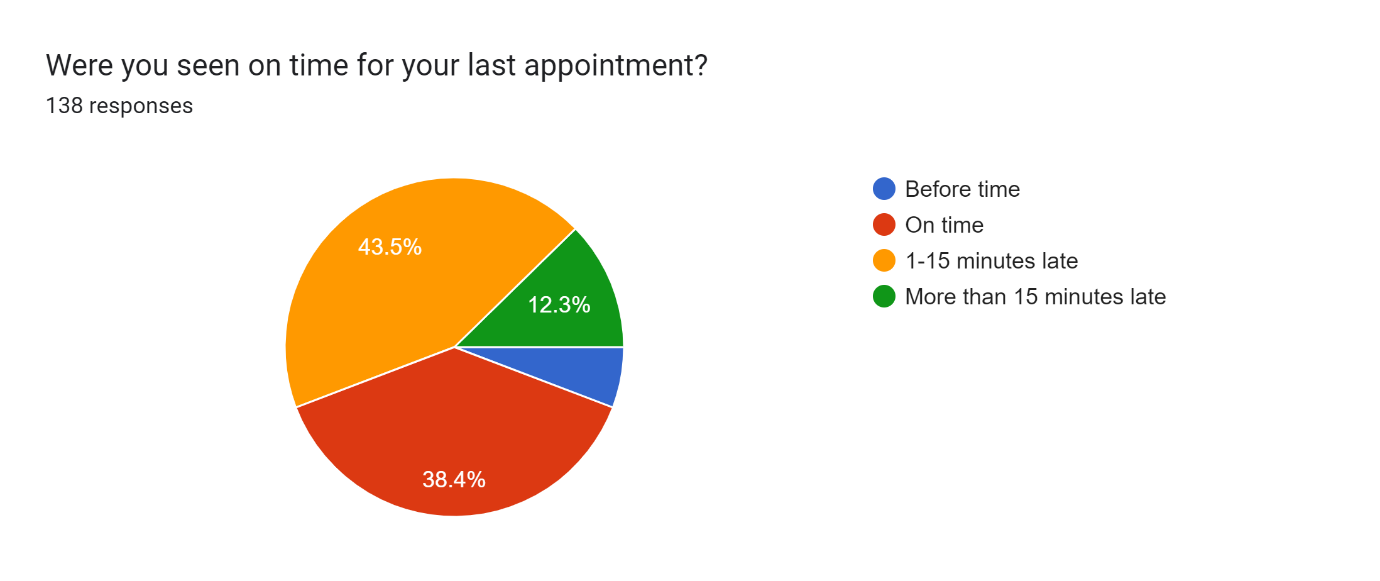 Were you seen on time for your last appointment?
138 responses
43.5%
12.3%
38.4%
Before time
On time
1-15 minutes late
More than 15 minutes late